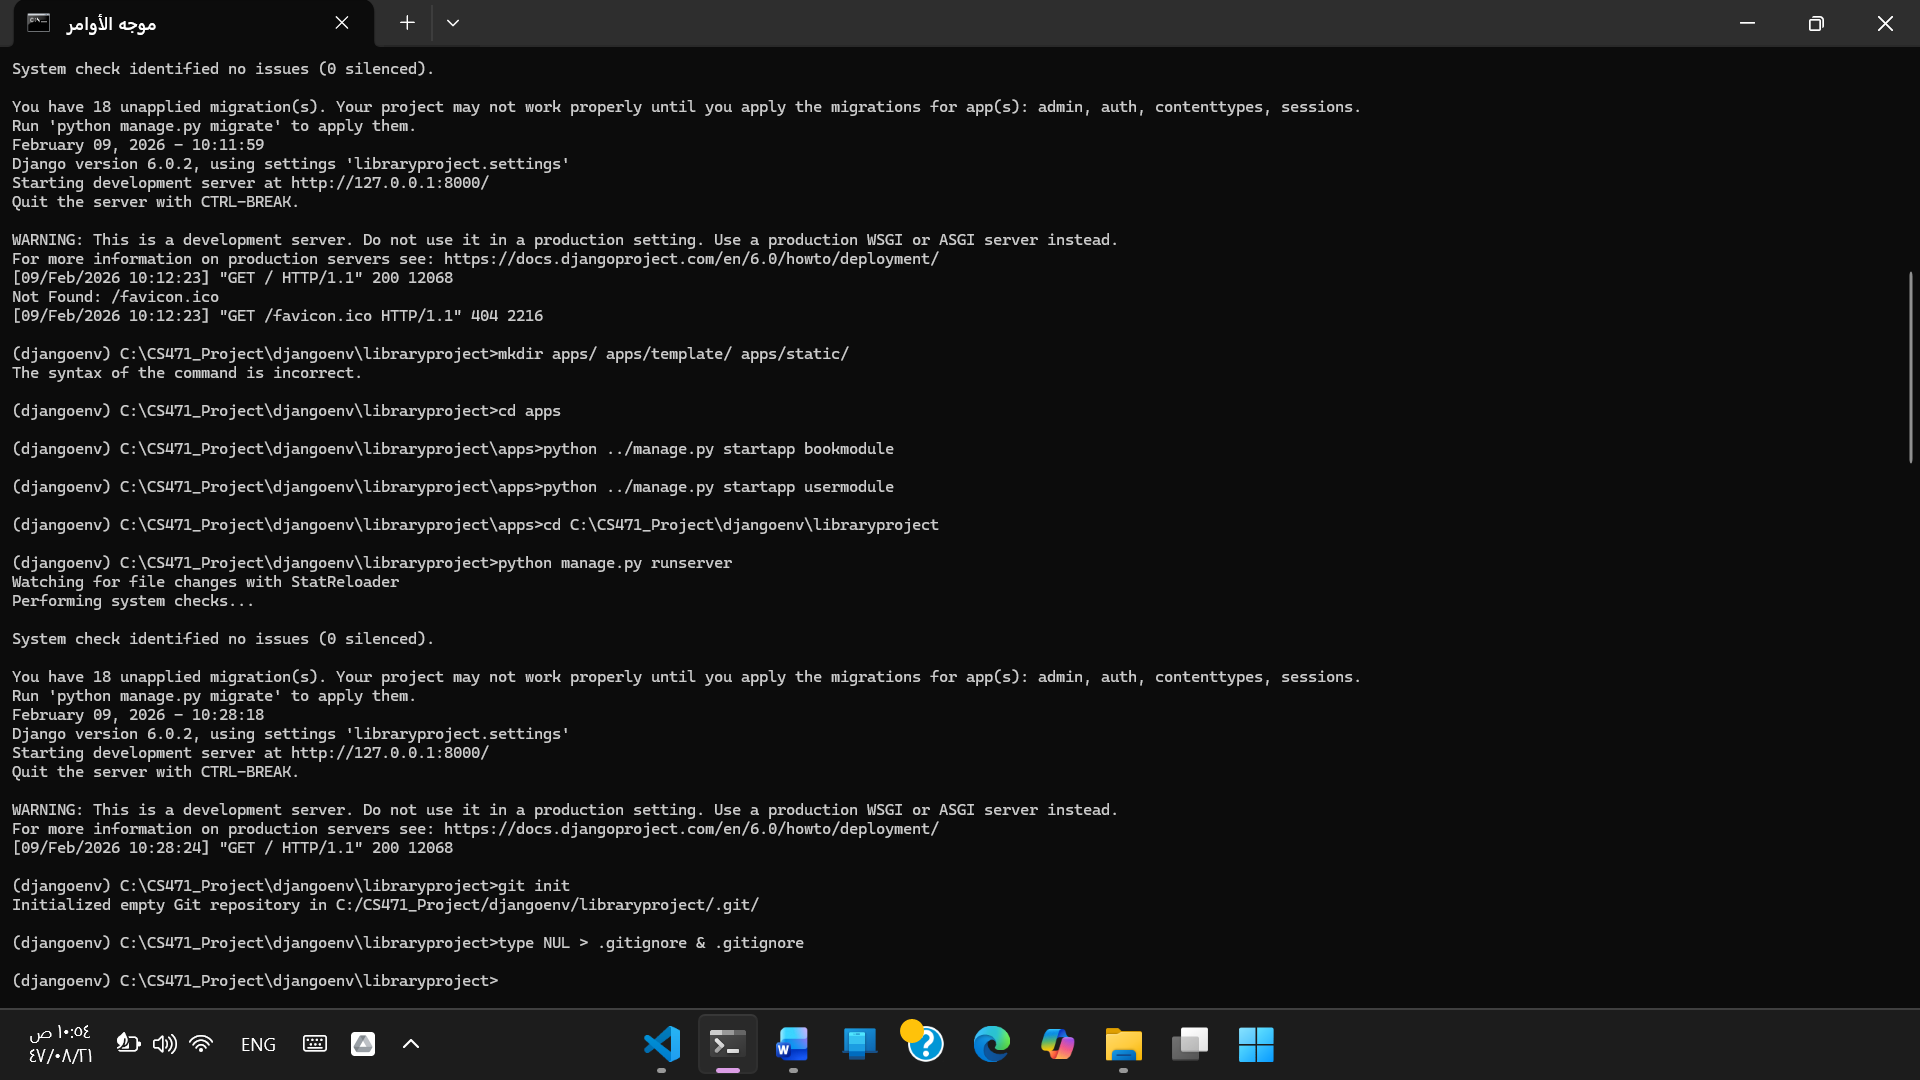 موجه الأوامر
System check identified no issues (0 silenced).
You have 18 unapplied migration(s). Your project may not work properly until you apply the migrations for app(s): admin, auth, contenttypes, sessions.
Run 'python manage.py migrate' to apply them.
February 09, 2026 - 10:11:59
Django version 6.0.2, using settings 'libraryproject.settings'
Starting development server at http://127.0.0.1:8000/
Quit the server with CTRL-BREAK.
WARNING: This is a development server. Do not use it in a production setting. Use a production WSGI or ASGI server instead.
For more information on production servers see: https://docs.djangoproject.com/en/6.0/howto/deployment/
[09/Feb/2026 10:12:23] "GET / HTTP/1.1" 200 12068
Not Found: /favicon.ico
[09/Feb/2026 10:12:23] "GET /favicon.ico HTTP/1.1" 404 2216
(djangoenv) C:\CS471_Project\djangoenv\libraryproject>mkdir apps/ apps/template/ apps/static/
The syntax of the command is incorrect.
(djangoenv) C:\CS471_Project\djangoenv\libraryproject>cd apps
(djangoenv) C:\CS471_Project\djangoenv\libraryproject\apps>python ../manage.py startapp bookmodule
(djangoenv) C:\CS471_Project\djangoenv\libraryproject\apps>python ../manage.py startapp usermodule
(djangoenv) C:\CS471_Project\djangoenv\libraryproject\apps>cd C:\CS471_Project\djangoenv\libraryproject
(djangoenv) C:\CS471_Project\djangoenv\libraryproject>python manage.py runserver
Watching for file changes with StatReloader
Performing system checks...
System check identified no issues (0 silenced).
You have 18 unapplied migration(s). Your project may not work properly until you apply the migrations for app(s): admin, auth, contenttypes, sessions.
Run 'python manage.py migrate' to apply them.
February 09, 2026 - 10:28:18
Django version 6.0.2, using settings 'libraryproject.settings'
Starting development server at http://127.0.0.1:8000/
Quit the server with CTRL-BREAK.
WARNING: This is a development server. Do not use it in a production setting. Use a production WSGI or ASGI server instead.
For more information on production servers see: https://docs.djangoproject.com/en/6.0/howto/deployment/
[09/Feb/2026 10:28:24] "GET / HTTP/1.1" 200 12068
(djangoenv) C:\CS471_Project\djangoenv\libraryproject>git init
Initialized empty Git repository in C:/CS471_Project/djangoenv/libraryproject/.git/
(djangoenv) C:\CS471_Project\djangoenv\libraryproject>type NUL > .gitignore & .gitignore
(djangoenv) C:\CS471_Project\djangoenv\libraryproject>
١٠:٥٤ ص
٤٧/٠٨/٢١
ENG